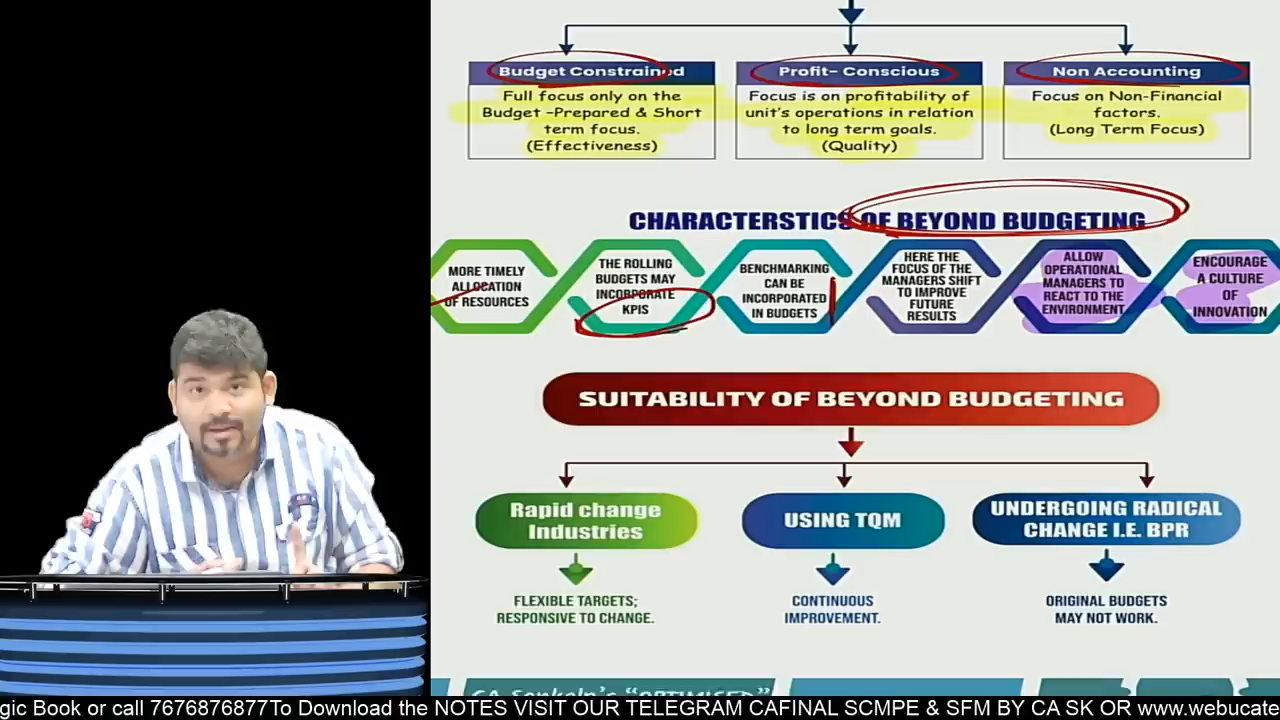 Budget Constrained
Full focus only on the
Budget -Prepared & Short
term focus.
(Effectiveness)
Profit- Conscious
Focus is on profitability of
unit's operations in relation
to long term goals.
(Quality)
Non Accounting
Focus on Non-Financial
factors.
(Long Term Focus)
CHARACTERSTICS OF BEYOND BUDGETING
MORE TIMELY
ALLOCATION
OF RESOURCES
THE ROLLING
BUDGETS MAY
INCORPORATE
KPIS
BENCHMARKING
CAN BE
INCORPORATED
IN BUDGETS
HERE THE
FOCUS OF THE
MANAGERS SHIFT
TO IMPROVE
FUTURE
RESULTS
ALLOW
OPERATIONAL
MANAGERS TO
REACT TO THE
ENVIRONMENT
ENCOURAGE
A CULTURE
OF
INNOVATION
SUITABILITY OF BEYOND BUDGETING
Rapid change
Industries
FLEXIBLE TARGETS;
RESPONSIVE TO CHANGE.
USING TQM
CONTINUOUS
IMPROVEMENT.
UNDERGOING RADICAL
CHANGE I.E. BPR
ORIGINAL BUDGETS
MAY NOT WORK.
CA Sankalp's "OPTIMISED"
gic Book or call 7676876877To Download the NOTES VISIT OUR TELEGRAM CAFINAL SCMPE & SFM BY CA SK OR www.webucate